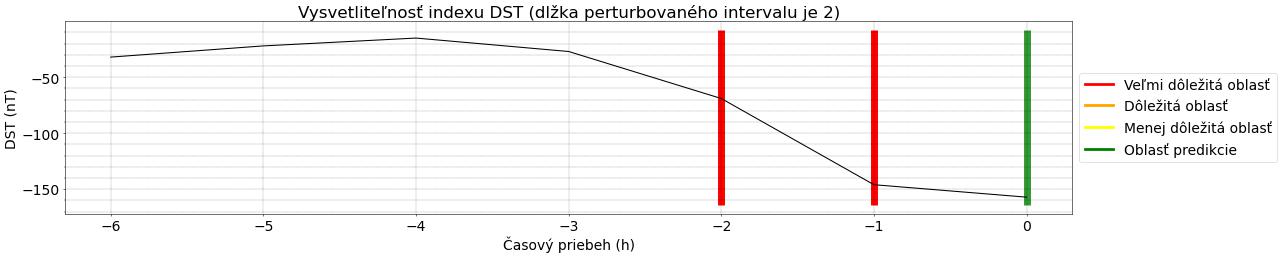 Vysvetliteľnosť indexu DST (dlžka perturbovaného intervalu je 2)
DST (nT)
−50
−100
−150
−6 −5 −4 −3 −2 −1 0
Časový priebeh (h)
Veľmi dôležitá oblasť
Dôležitá oblasť
Menej dôležitá oblasť
Oblasť predikcie